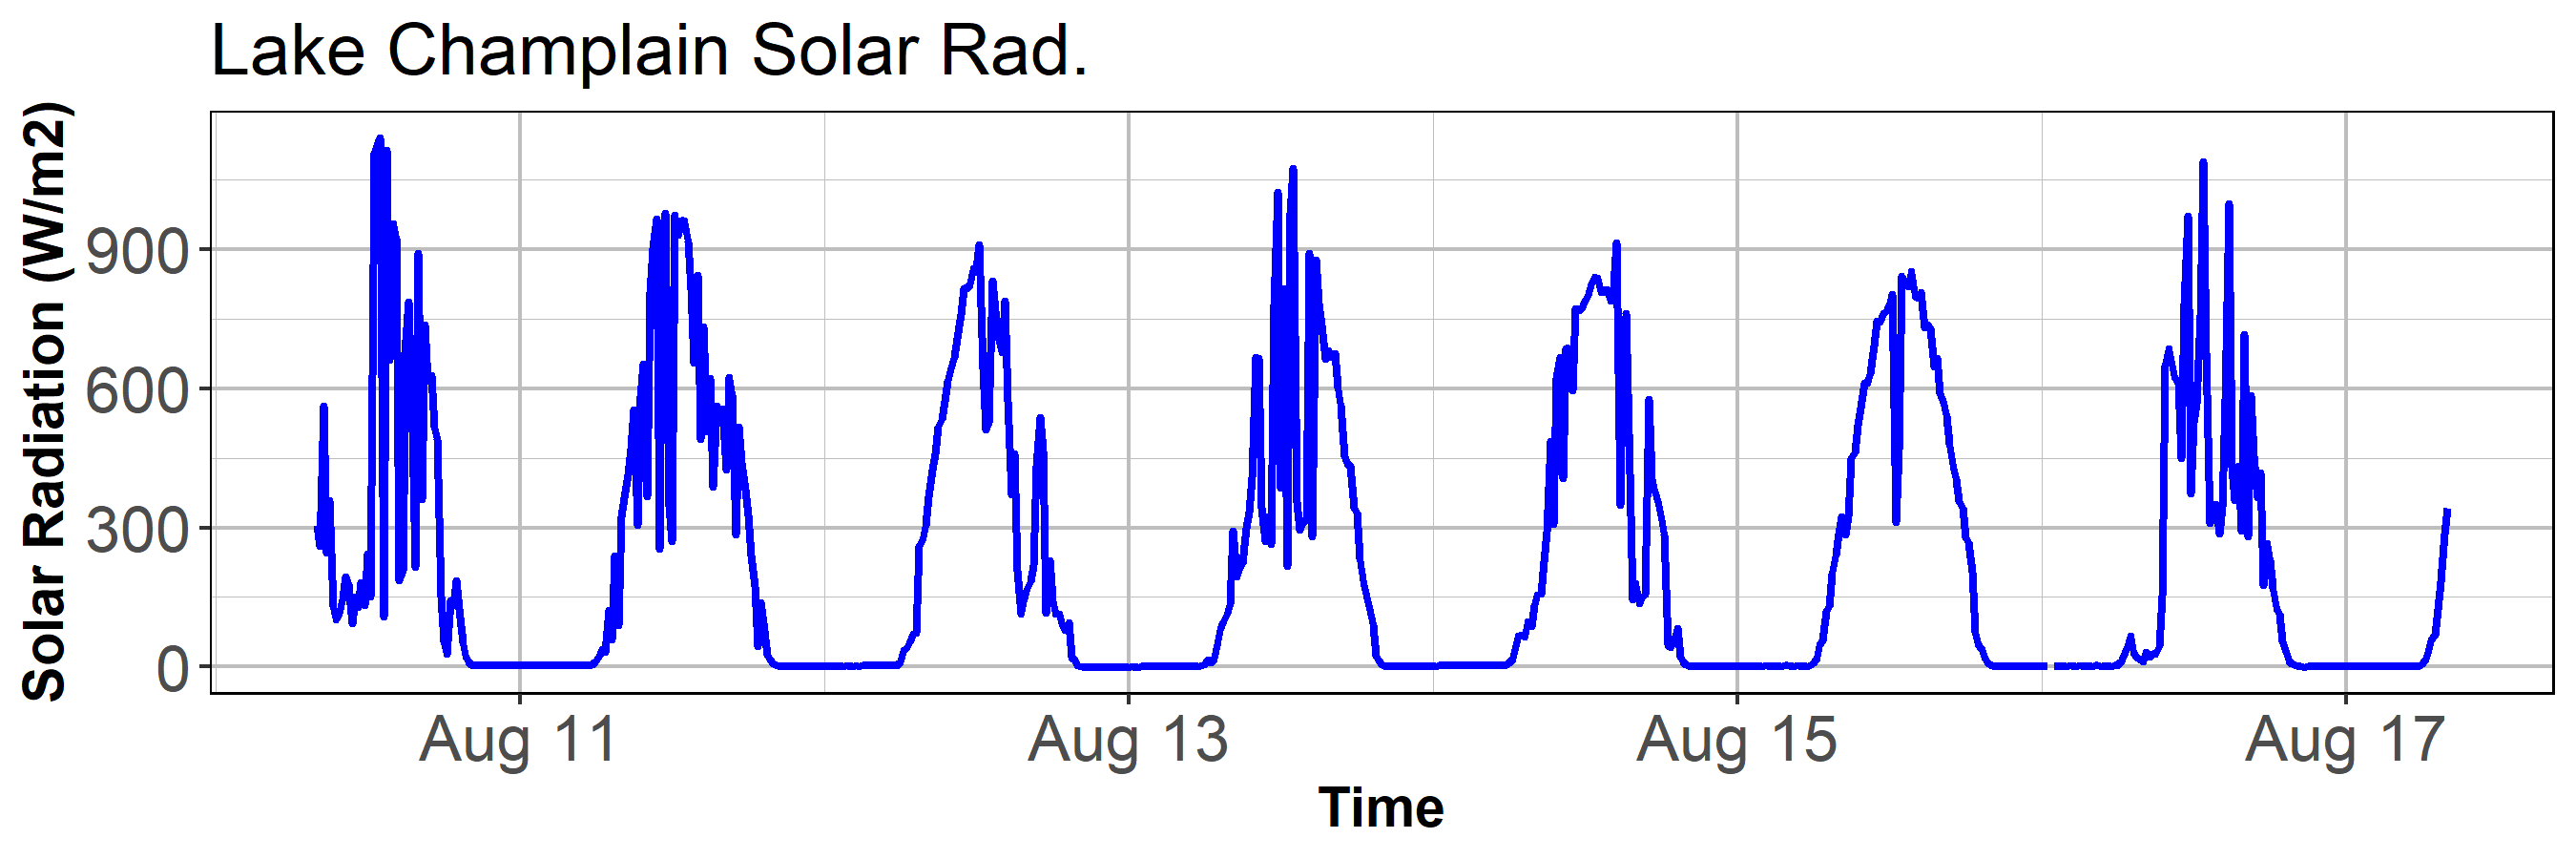 Lake Champlain Solar Rad.
Solar Radiation (W/m2)
900
600
300
0
Aug 11 Aug 13 Aug 15 Aug 17
Time